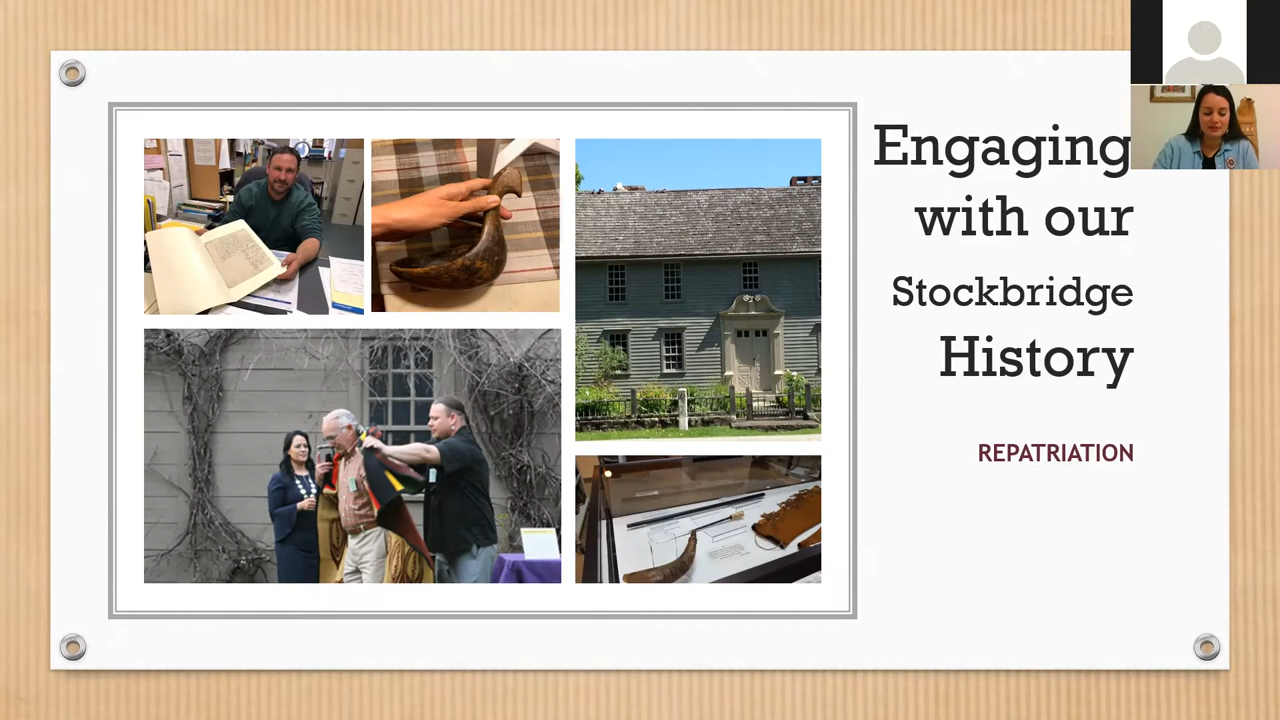 Engaging
with our
Stockbridge
History
REPATRIATION